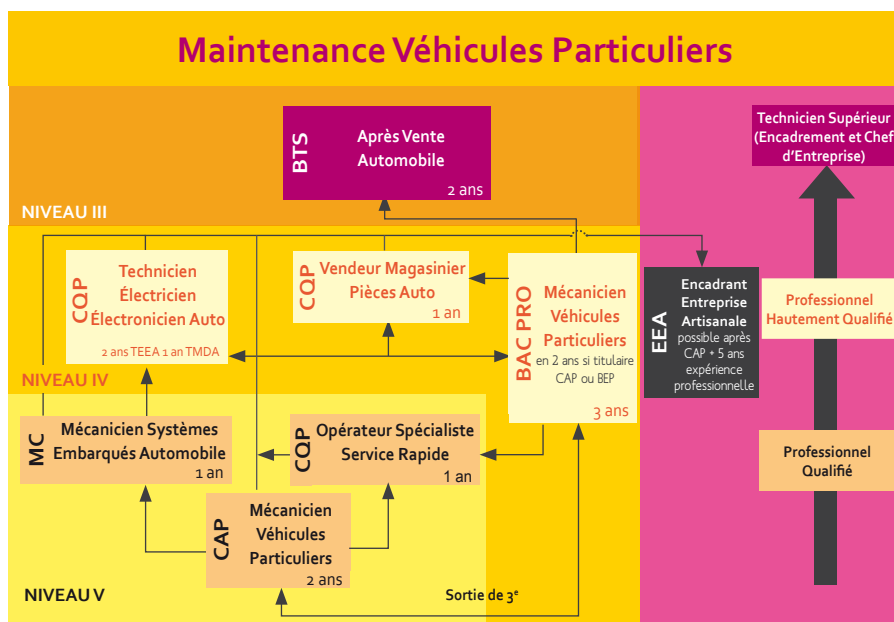 Maintenance Véhicules Particuliers
BTS
Après Vente
Automobile
2 ans
NIVEAU III
Technicien Supérieur
(Encadrement et Chef
d'Entreprise)
CQP
Technicien
Électricien
Électronicien Auto
2 ans TEEA 1 an TMDA
CQP
Vendeur Magasinier
Pièces Auto
1 an
BAC PRO
Mécanicien
Véhicules
Particuliers
en 2 ans si titulaire
CAP ou BEP
3 ans
EEA
Encadrant
Entreprise
Artisanale
possible après
CAP + 5 ans
expérience
professionnelle
Professionnel
Hautement Qualifié
NIVEAU IV
MC
Mécanicien Systèmes
Embarqués Automobile
1 an
CQP
Opérateur Spécialiste
Service Rapide
1 an
Professionnel
Qualifié
CAP
Mécanicien
Véhicules
Particuliers
2 ans
NIVEAU V
Sortie de 3e